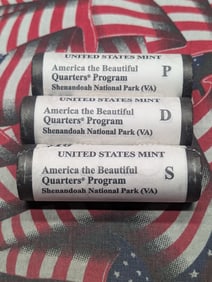 UNITED STATES MINT
America the Beautiful P
Quarters® Program
Shenandoah National Park (VA)
UNITED STATES MINT
America the Beautiful D
Quarters® Program
Shenandoah National Park (VA)
UNITED STATES MINT
America the Beautiful S
Quarters® Program
Shenandoah National Park (VA)